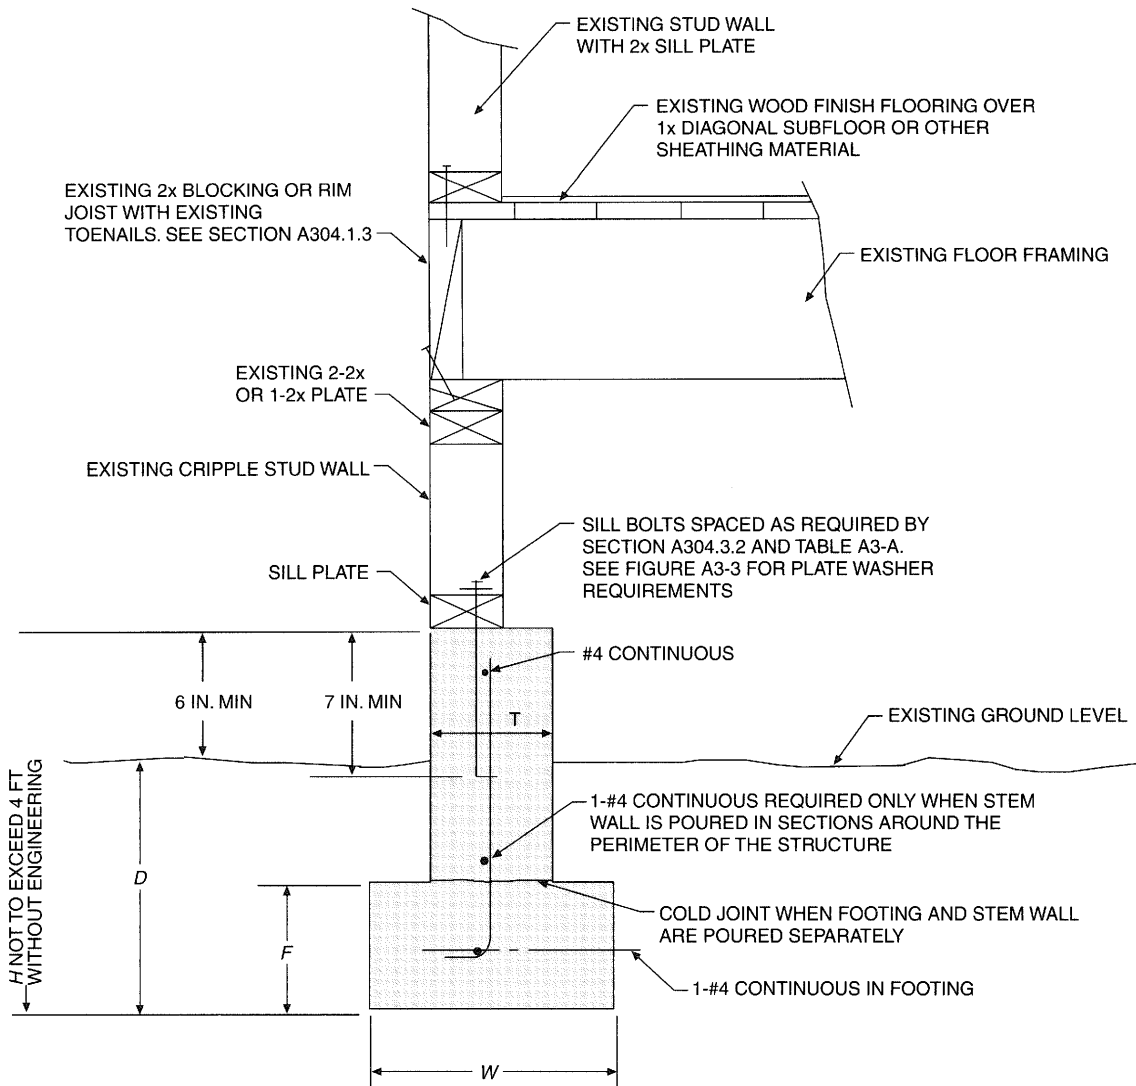 EXISTING STUD WALL
WITH 2x SILL PLATE
EXISTING WOOD FINISH FLOORING OVER
1x DIAGONAL SUBFLOOR OR OTHER
SHEATHING MATERIAL
EXISTING 2x BLOCKING OR RIM
JOIST WITH EXISTING
TOENAILS. SEE SECTION A304.1.3
EXISTING FLOOR FRAMING
EXISTING 2-2x
OR 1-2x PLATE
EXISTING CRIPPLE STUD WALL
SILL BOLTS SPACED AS REQUIRED BY
SECTION A304.3.2 AND TABLE A3-A.
SEE FIGURE A3-3 FOR PLATE WASHER
REQUIREMENTS
SILL PLATE
#4 CONTINUOUS
6 IN. MIN
7 IN. MIN
T
EXISTING GROUND LEVEL
1-#4 CONTINUOUS REQUIRED ONLY WHEN STEM
WALL IS POURED IN SECTIONS AROUND THE
PERIMETER OF THE STRUCTURE
H NOT TO EXCEED 4 FT
WITHOUT ENGINEERING
D
F
COLD JOINT WHEN FOOTING AND STEM WALL
ARE POURED SEPARATELY
1-#4 CONTINUOUS IN FOOTING
W